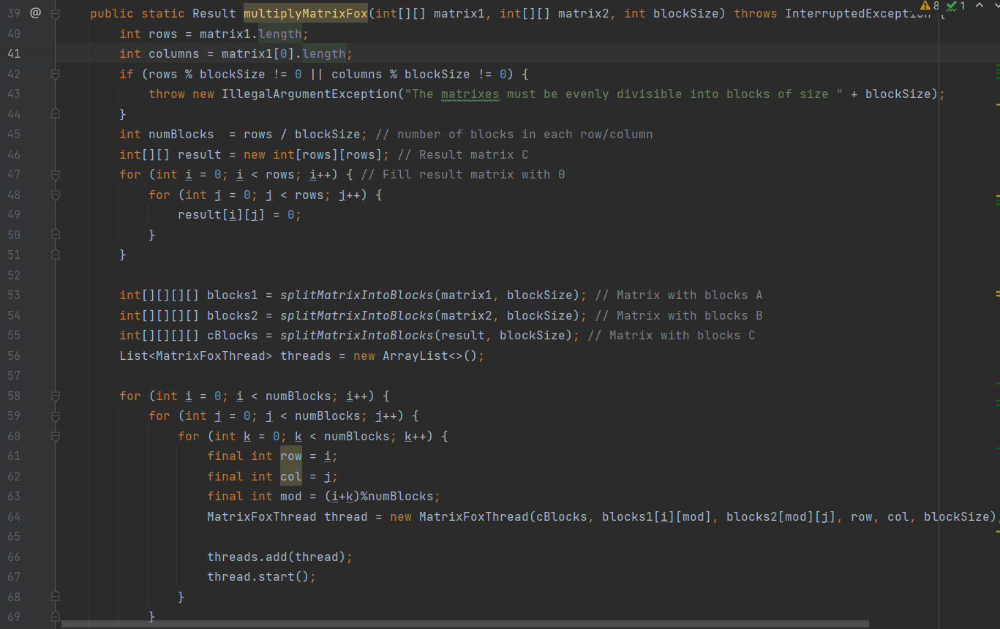 39 @ public static Result multiplyMatrixFox(int[][] matrix1, int[][] matrix2, int blockSize) throws InterruptedException {
8 1
40 int rows = matrix1.length;
41 int columns = matrix1[0].length;
42 if (rows % blockSize != 0 || columns % blockSize != 0) {
43 throw new IllegalArgumentException("The matrixes must be evenly divisible into blocks of size " + blockSize);
44 }
45 int numBlocks  = rows / blockSize; // number of blocks in each row/column
46 int[][] result = new int[rows][rows]; // Result matrix C
47 for (int i = 0; i < rows; i++) { // Fill result matrix with 0
48 for (int j = 0; j < rows; j++) {
49 result[i][j] = 0;
50 }
51 }
52
53 int[][][][] blocks1 = splitMatrixIntoBlocks(matrix1, blockSize); // Matrix with blocks A
54 int[][][][] blocks2 = splitMatrixIntoBlocks(matrix2, blockSize); // Matrix with blocks B
55 int[][][][] cBlocks = splitMatrixIntoBlocks(result, blockSize); // Matrix with blocks C
56 List<MatrixFoxThread> threads = new ArrayList<>();
57
58 for (int i = 0; i < numBlocks; i++) {
59 for (int j = 0; j < numBlocks; j++) {
60 for (int k = 0; k < numBlocks; k++) {
61 final int row = i;
62 final int col = j;
63 final int mod = (i+k)%numBlocks;
64 MatrixFoxThread thread = new MatrixFoxThread(cBlocks, blocks1[i][mod], blocks2[mod][j], row, col, blockSize)
65
66 threads.add(thread);
67 thread.start();
68 }
69 }